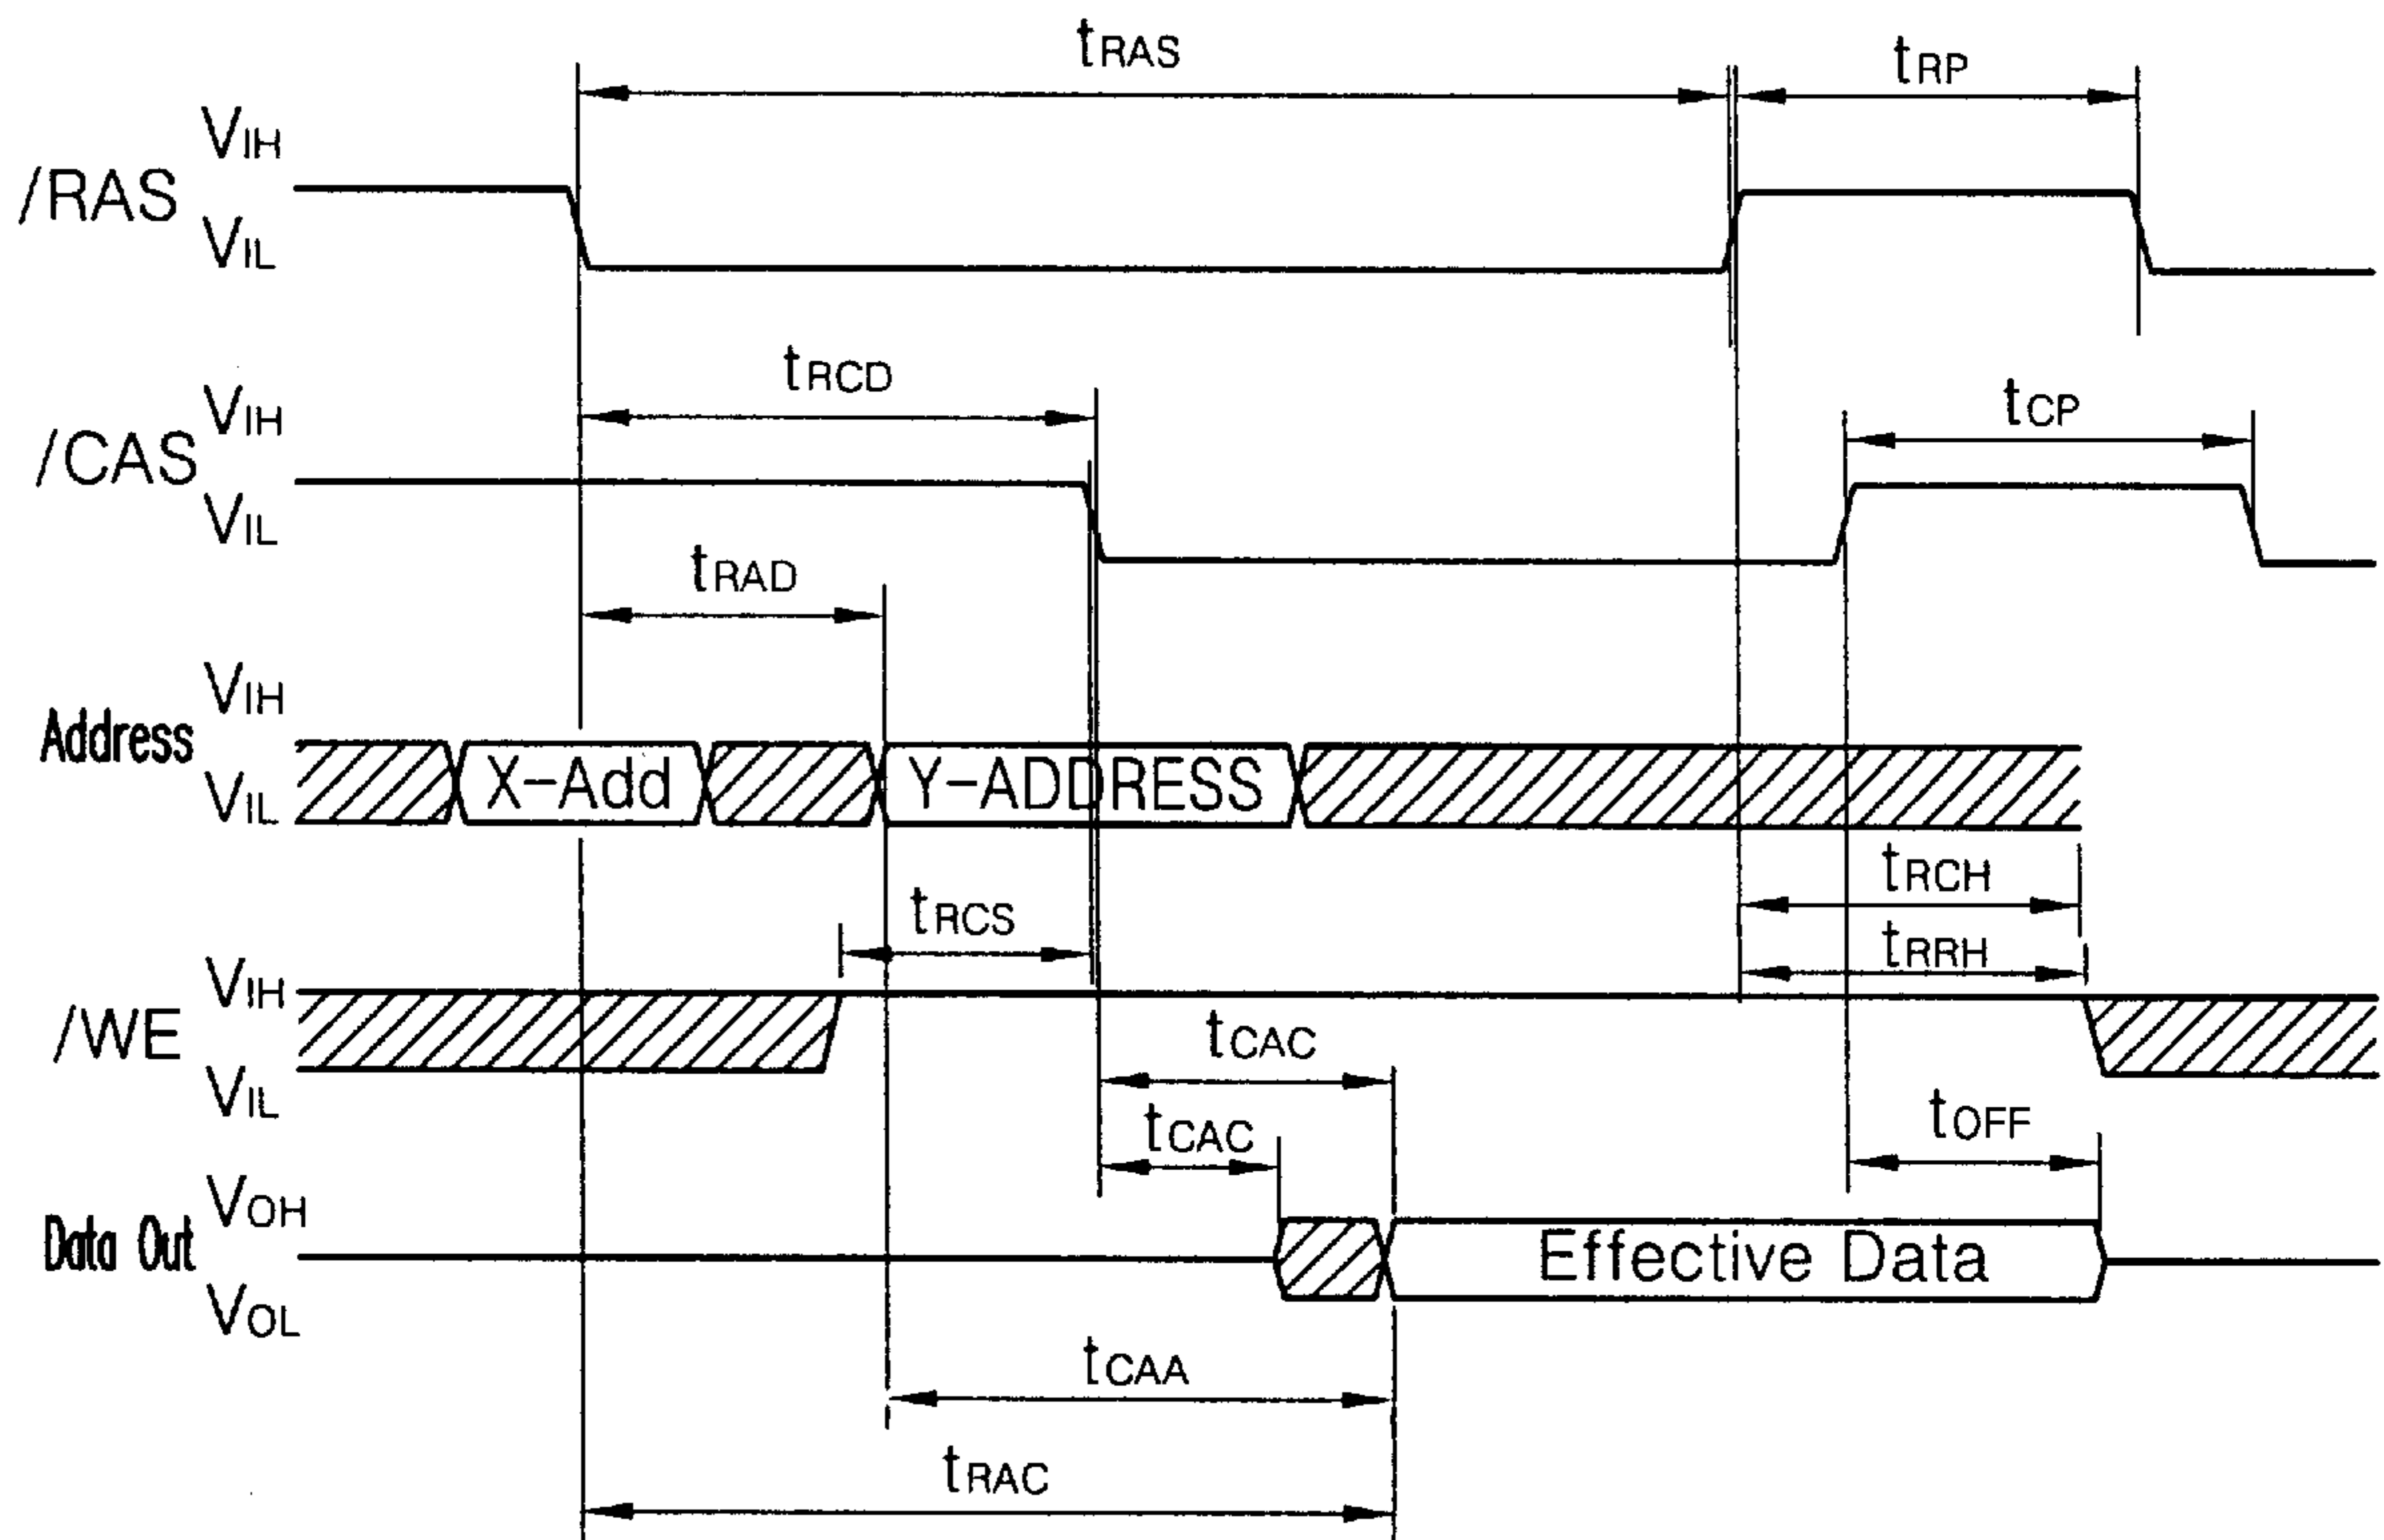 tRAS
tRP
VIH
/RAS
VIL
tRCD
VIH
tCP
/CAS
VIL
tRAD
VIH
Address
X-Add
Y-ADDRESS
VIL
tRCH
tRCS
tRRH
VIH
/WE
tCAC
VIL
tCAC
tOFF
VOH
Data Out
Effective Data
VOL
tCAA
tRAC